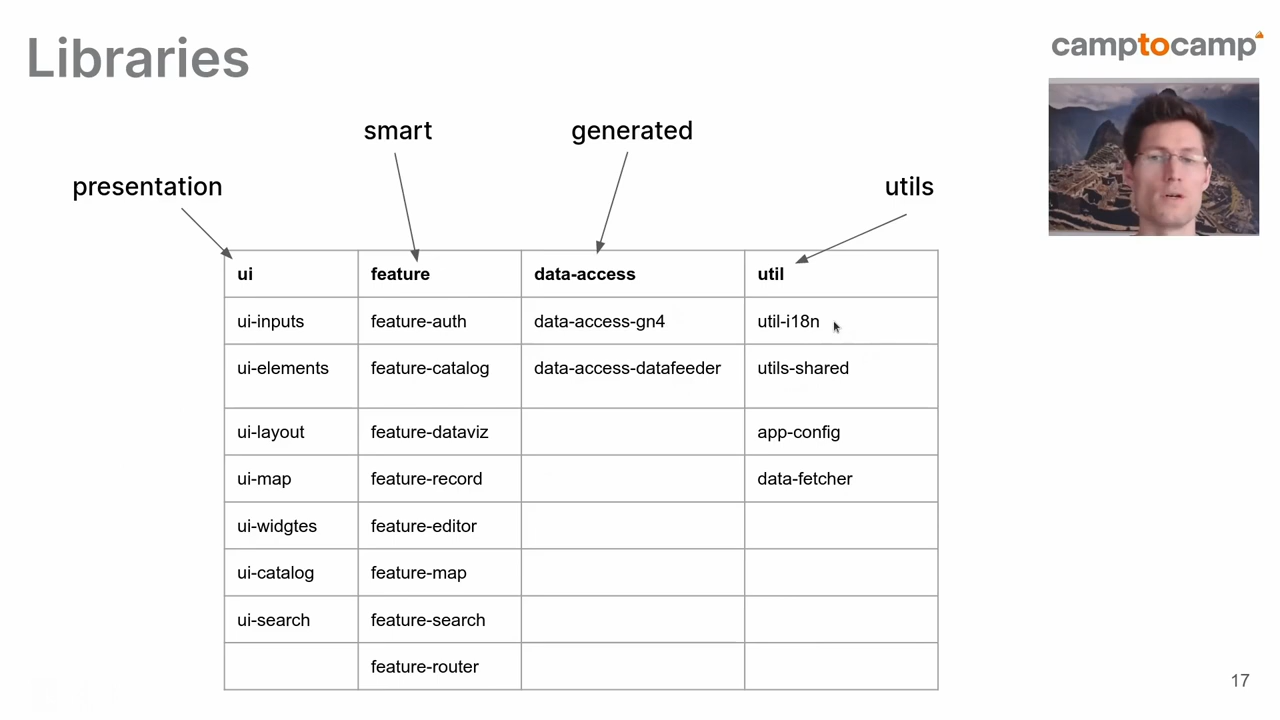 Libraries
camptocamp
smart
generated
presentation
utils
ui feature data-access util
ui-inputs feature-auth data-access-gn4 util-i18n
ui-elements feature-catalog data-access-datafeeder utils-shared
ui-layout feature-dataviz app-config
ui-map feature-record data-fetcher
ui-widgtes feature-editor
ui-catalog feature-map
ui-search feature-search
feature-router
17